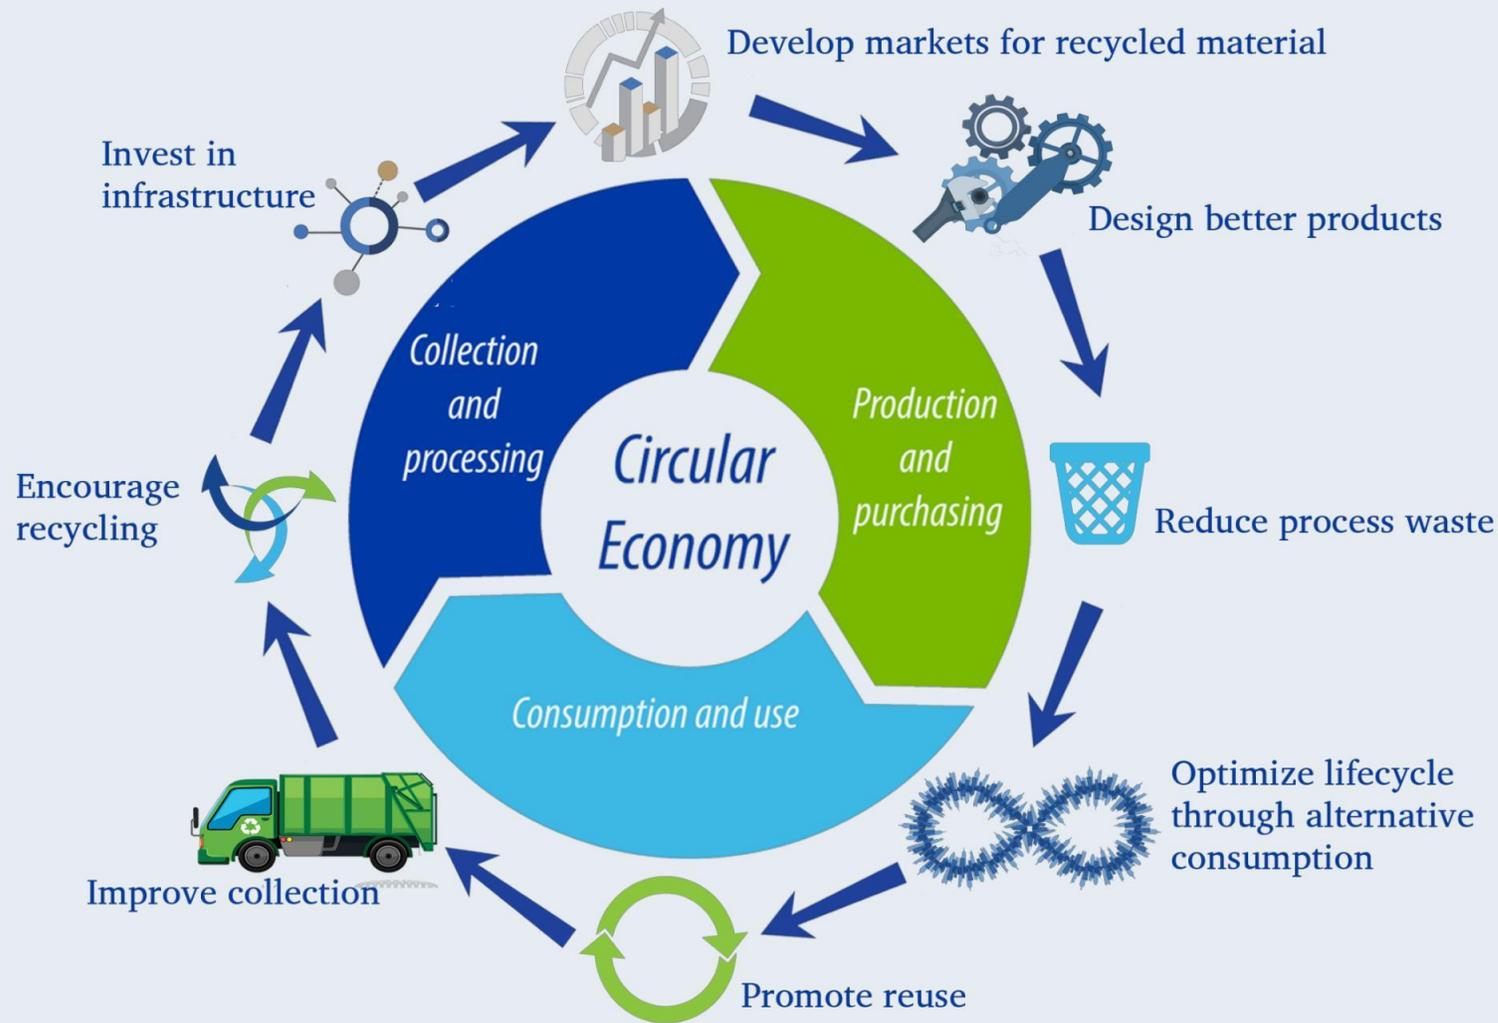 Develop markets for recycled material
Invest in
infrastructure
Design better products
Collection
and
processing
Production
and
purchasing
Circular
Economy
Encourage
recycling
Reduce process waste
Consumption and use
Optimize lifecycle
through alternative
consumption
Improve collection
Promote reuse